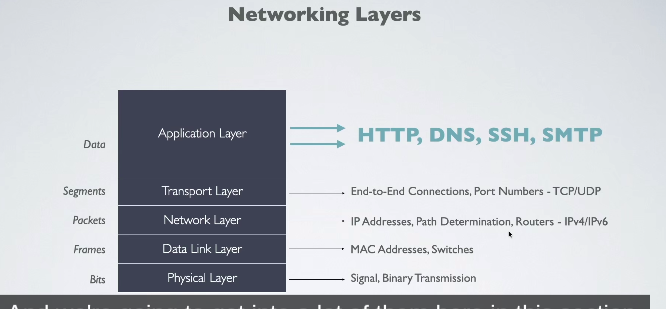 Networking Layers
Application Layer
Data
HTTP, DNS, SSH, SMTP
Segments Transport Layer End-to-End Connections, Port Numbers - TCP/UDP
Packets Network Layer IP Addresses, Path Determination, Routers - IPv4/IPv6
Frames Data Link Layer MAC Addresses, Switches
Bits Physical Layer Signal, Binary Transmission